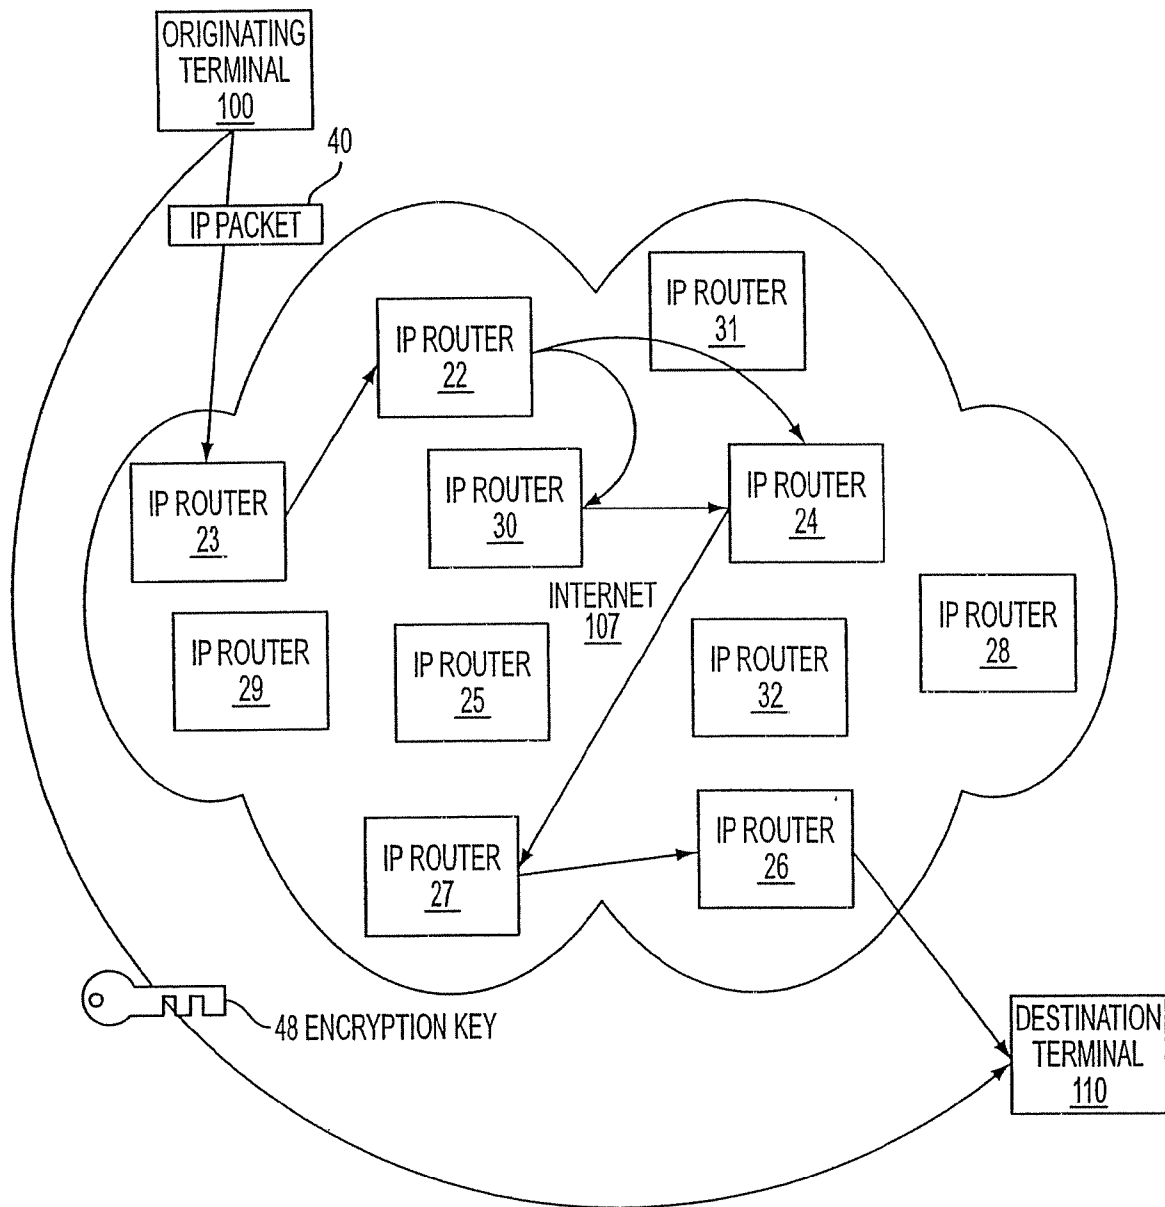 ORIGINATING
TERMINAL
100
40
IP PACKET
IP ROUTER
31
IP ROUTER
22
IP ROUTER
23
IP ROUTER
30
IP ROUTER
24
INTERNET
107
IP ROUTER
28
IP ROUTER
29
IP ROUTER
25
IP ROUTER
32
IP ROUTER
27
IP ROUTER
26
48 ENCRYPTION KEY
DESTINATION
TERMINAL
110